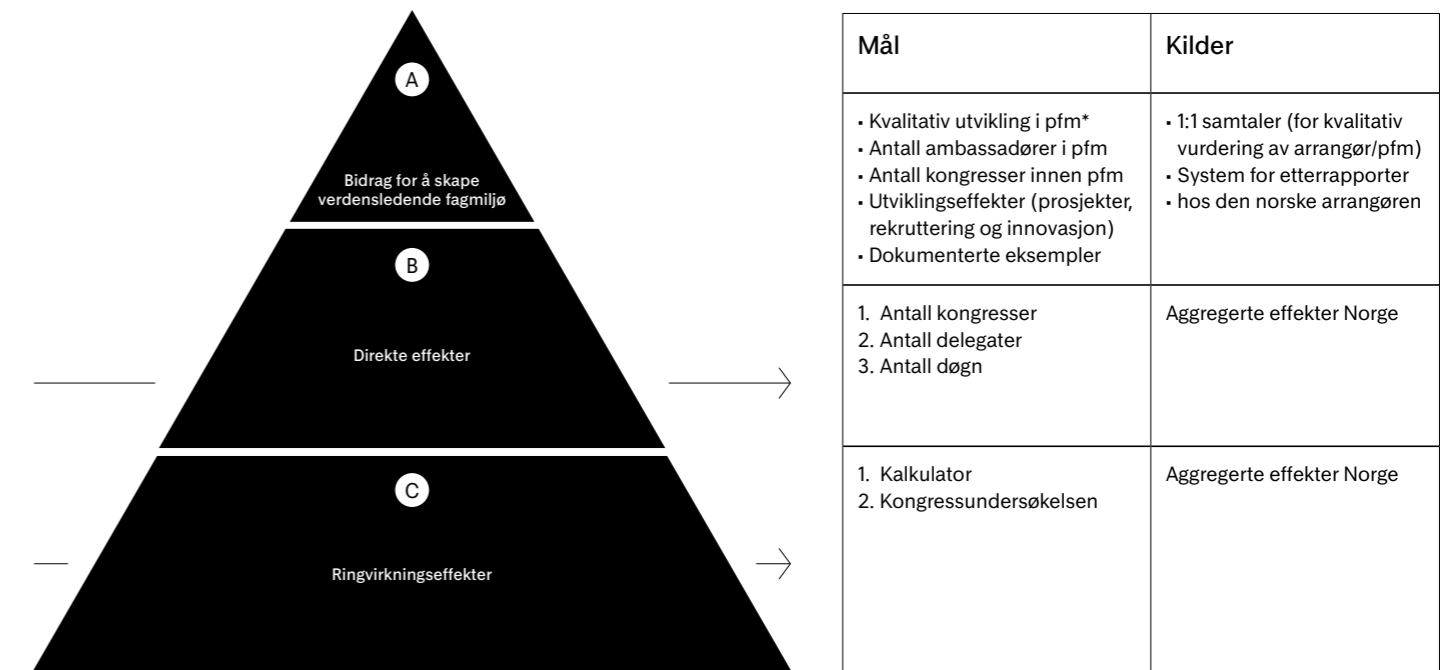 A
Bidrag for å skape
verdensledende fagmiljø
B
Direkte effekter
C
Ringvirkningseffekter
Mål
Kilder
• Kvalitativ utvikling i pfm*
• Antall ambassadører i pfm
• Antall kongresser innen pfm
• Utviklingseffekter (prosjekter,
rekruttering og innovasjon)
• Dokumenterte eksempler
• 1:1 samtaler (for kvalitativ
vurdering av arrangør/pfm)
• System for etterrapporter
• hos den norske arrangøren
1. Antall kongresser
2. Antall delegater
3. Antall døgn
Aggregerte effekter Norge
1. Kalkulator
2. Kongressundersøkelsen
Aggregerte effekter Norge